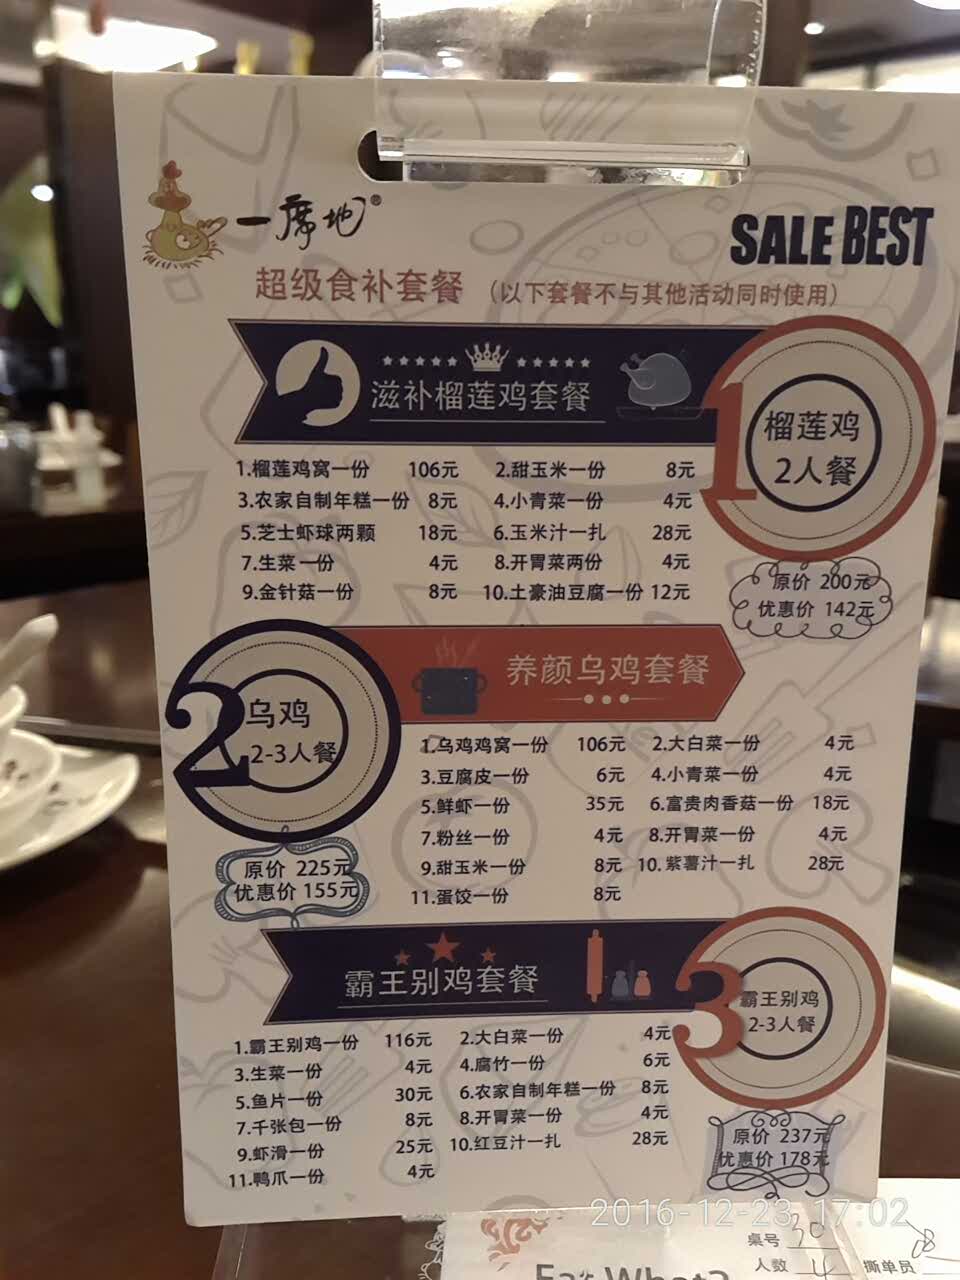 一席地®
SALE BEST
超级食补套餐 (以下套餐不与其他活动同时使用)
滋补榴莲鸡套餐
1
榴莲鸡
2人餐
1.榴莲鸡窝一份 106元 2.甜玉米一份 8元
3.农家自制年糕一份 8元 4.小青菜一份 4元
5.芝士虾球两颗 18元 6.玉米汁一扎 28元
7.生菜一份 4元 8.开胃菜两份 4元
9.金针菇一份 8元 10.土豪油豆腐一份 12元
原价 200元
优惠价 142元
养颜乌鸡套餐
2
乌鸡
2-3人餐
1.乌鸡鸡窝一份 106元 2.大白菜一份 4元
3.豆腐皮一份 6元 4.小青菜一份 4元
5.鲜虾一份 35元 6.富贵肉香菇一份 18元
7.粉丝一份 4元 8.开胃菜一份 4元
9.甜玉米一份 8元 10.紫薯汁一扎 28元
11.蛋饺一份 8元
原价 225元
优惠价 155元
霸王别鸡套餐
3
霸王别鸡
2-3人餐
1.霸王别鸡一份 116元 2.大白菜一份 4元
3.生菜一份 4元 4.腐竹一份 6元
5.鱼片一份 30元 6.农家自制年糕一份 8元
7.千张包一份 8元 8.开胃菜一份 4元
9.虾滑一份 25元 10.红豆汁一扎 28元
11.鸭爪一份 4元
原价 237元
优惠价 178元
2016-12-23 17:02
桌号 30
人数 4 撕单员 08
Eat What?